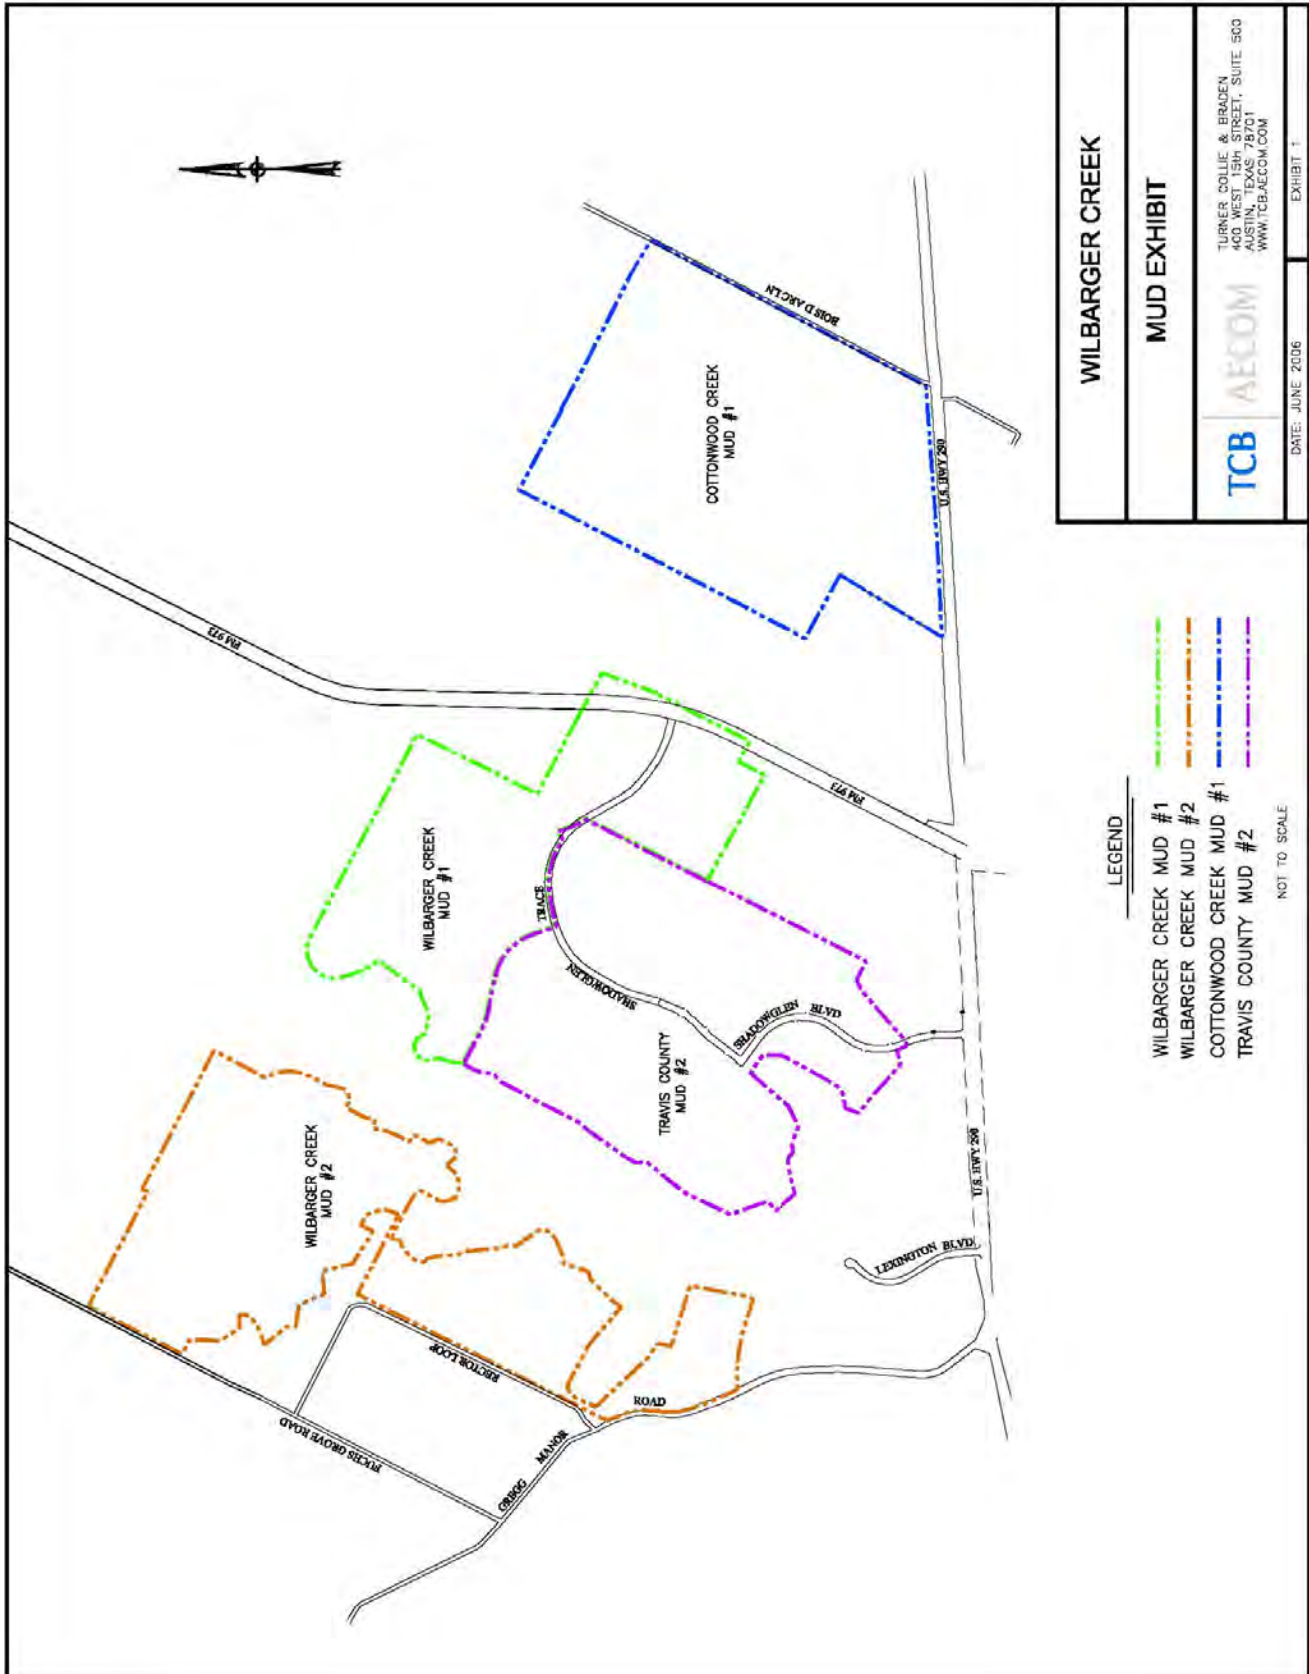 FM 973
BOIS D ARC LN
COTTONWOOD CREEK
MUD #1
WILBARGER CREEK
MUD #1
TRACE
SHADOWGLEN
FM 973
U.S. HWY 290
WILBARGER CREEK
MUD #2
TRAVIS COUNTY
MUD #2
SHADOWGLEN BLVD
FUCHS GROVE ROAD
RECTOR LOOP
GREGG MANOR ROAD
LEXINGTON BLVD
U.S. HWY 290
LEGEND
WILBARGER CREEK MUD #1
WILBARGER CREEK MUD #2
COTTONWOOD CREEK MUD #1
TRAVIS COUNTY MUD #2
NOT TO SCALE
WILBARGER CREEK
MUD EXHIBIT
TCB AECOM
TURNER COLLIE & BRADEN
400 WEST 15th STREET, SUITE 500
AUSTIN, TEXAS 78701
WWW.TCB.AECOM.COM
DATE: JUNE 2006
EXHIBIT 1